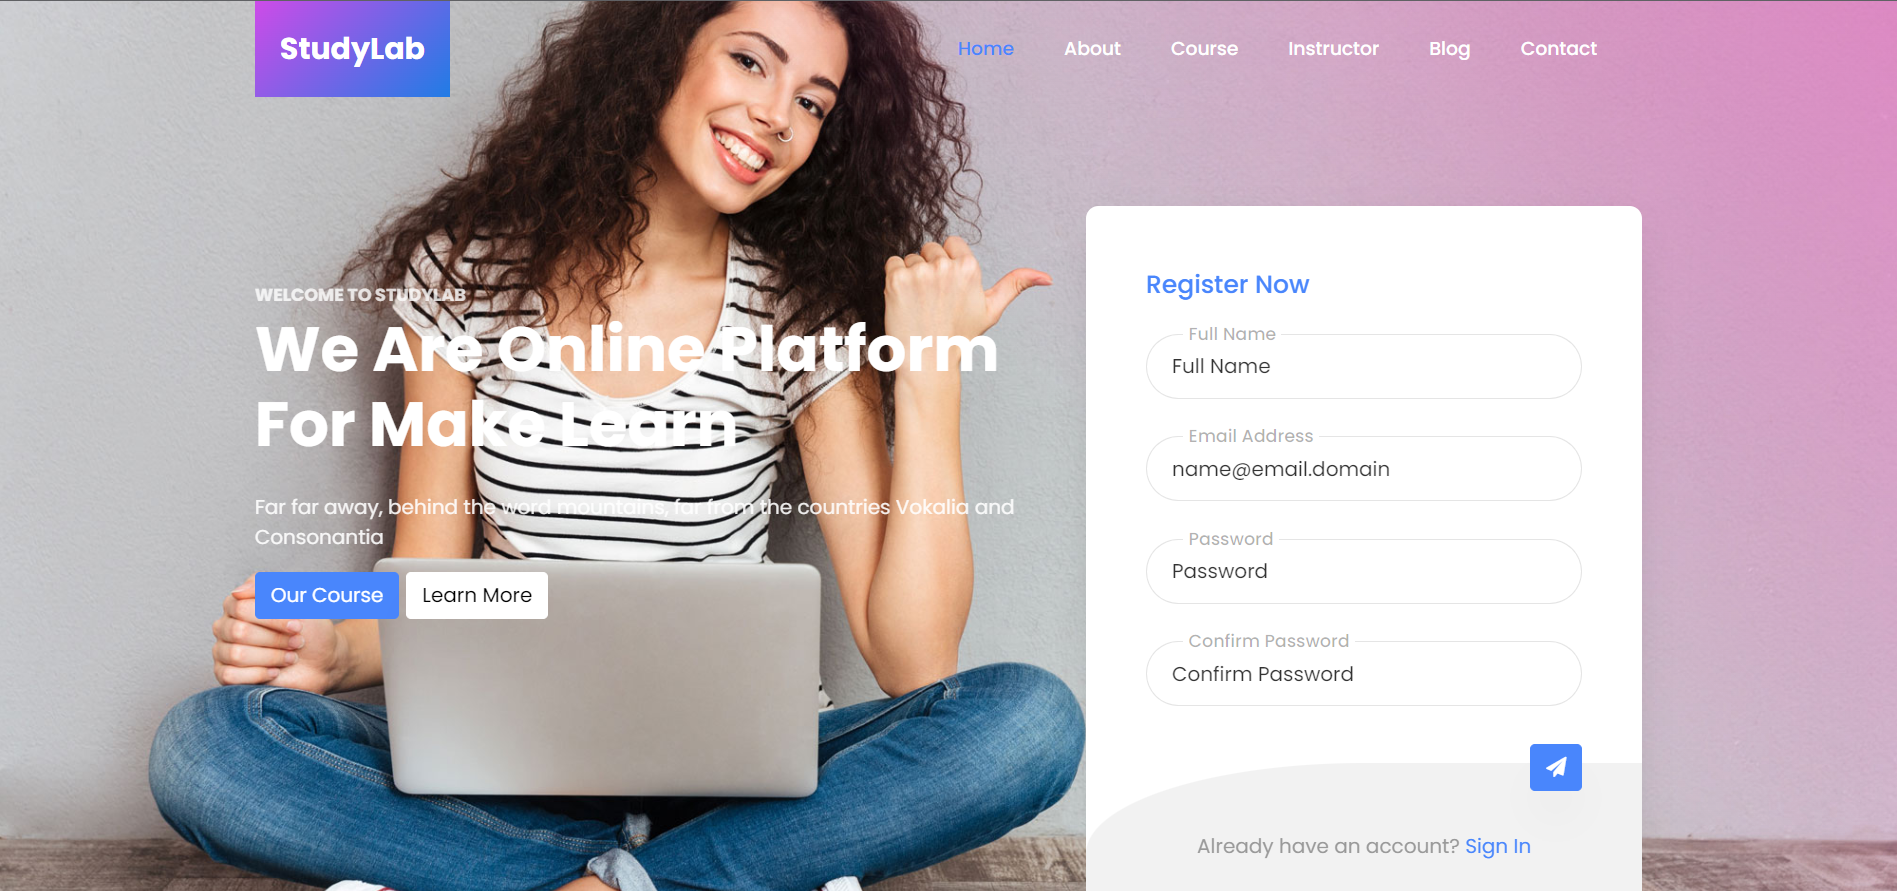 StudyLab
Home
About
Course
Instructor
Blog
Contact
WELCOME TO STUDYLAB
We Are Online Platform
For Make Learn
Far far away, behind the word mountains, far from the countries Vokalia and
Consonantia
Our Course
Learn More
Register Now
Full Name
Full Name
Email Address
name@email.domain
Password
Password
Confirm Password
Confirm Password
Already have an account? Sign In